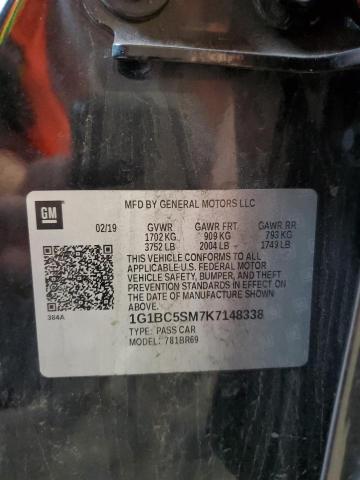 MFD BY GENERAL MOTORS LLC
GM
02/19 GVWR GAWR FRT GAWR RR
1702 KG 909 KG 793 KG
3752 LB 2004 LB 1749 LB
THIS VEHICLE CONFORMS TO ALL
APPLICABLE U.S. FEDERAL MOTOR
VEHICLE SAFETY, BUMPER, AND THEFT
PREVENTION STANDARDS IN EFFECT ON
THE DATE OF MANUFACTURE SHOWN
ABOVE.
384A
1G1BC5SM7K7148338
TYPE: PASS CAR
MODEL: 781BR69